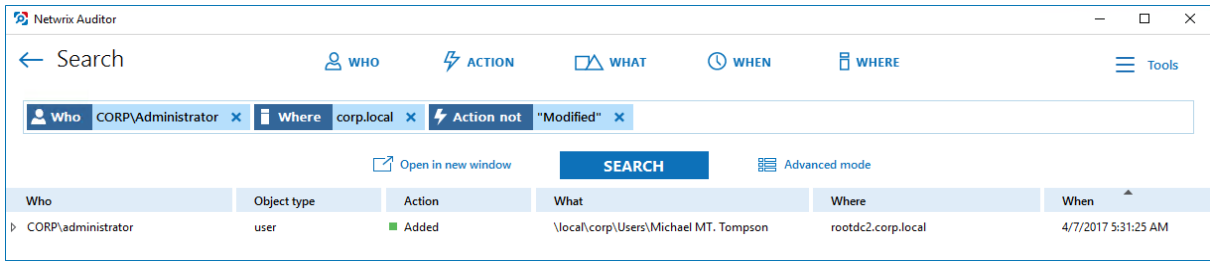 Netwrix Auditor
Search WHO ACTION WHAT WHEN WHERE Tools
Who CORP\Administrator Where corp.local Action not "Modified"
Open in new window SEARCH Advanced mode
Who Object type Action What Where When
CORP\administrator user Added \local\corp\Users\Michael MT. Tompson rootdc2.corp.local 4/7/2017 5:31:25 AM